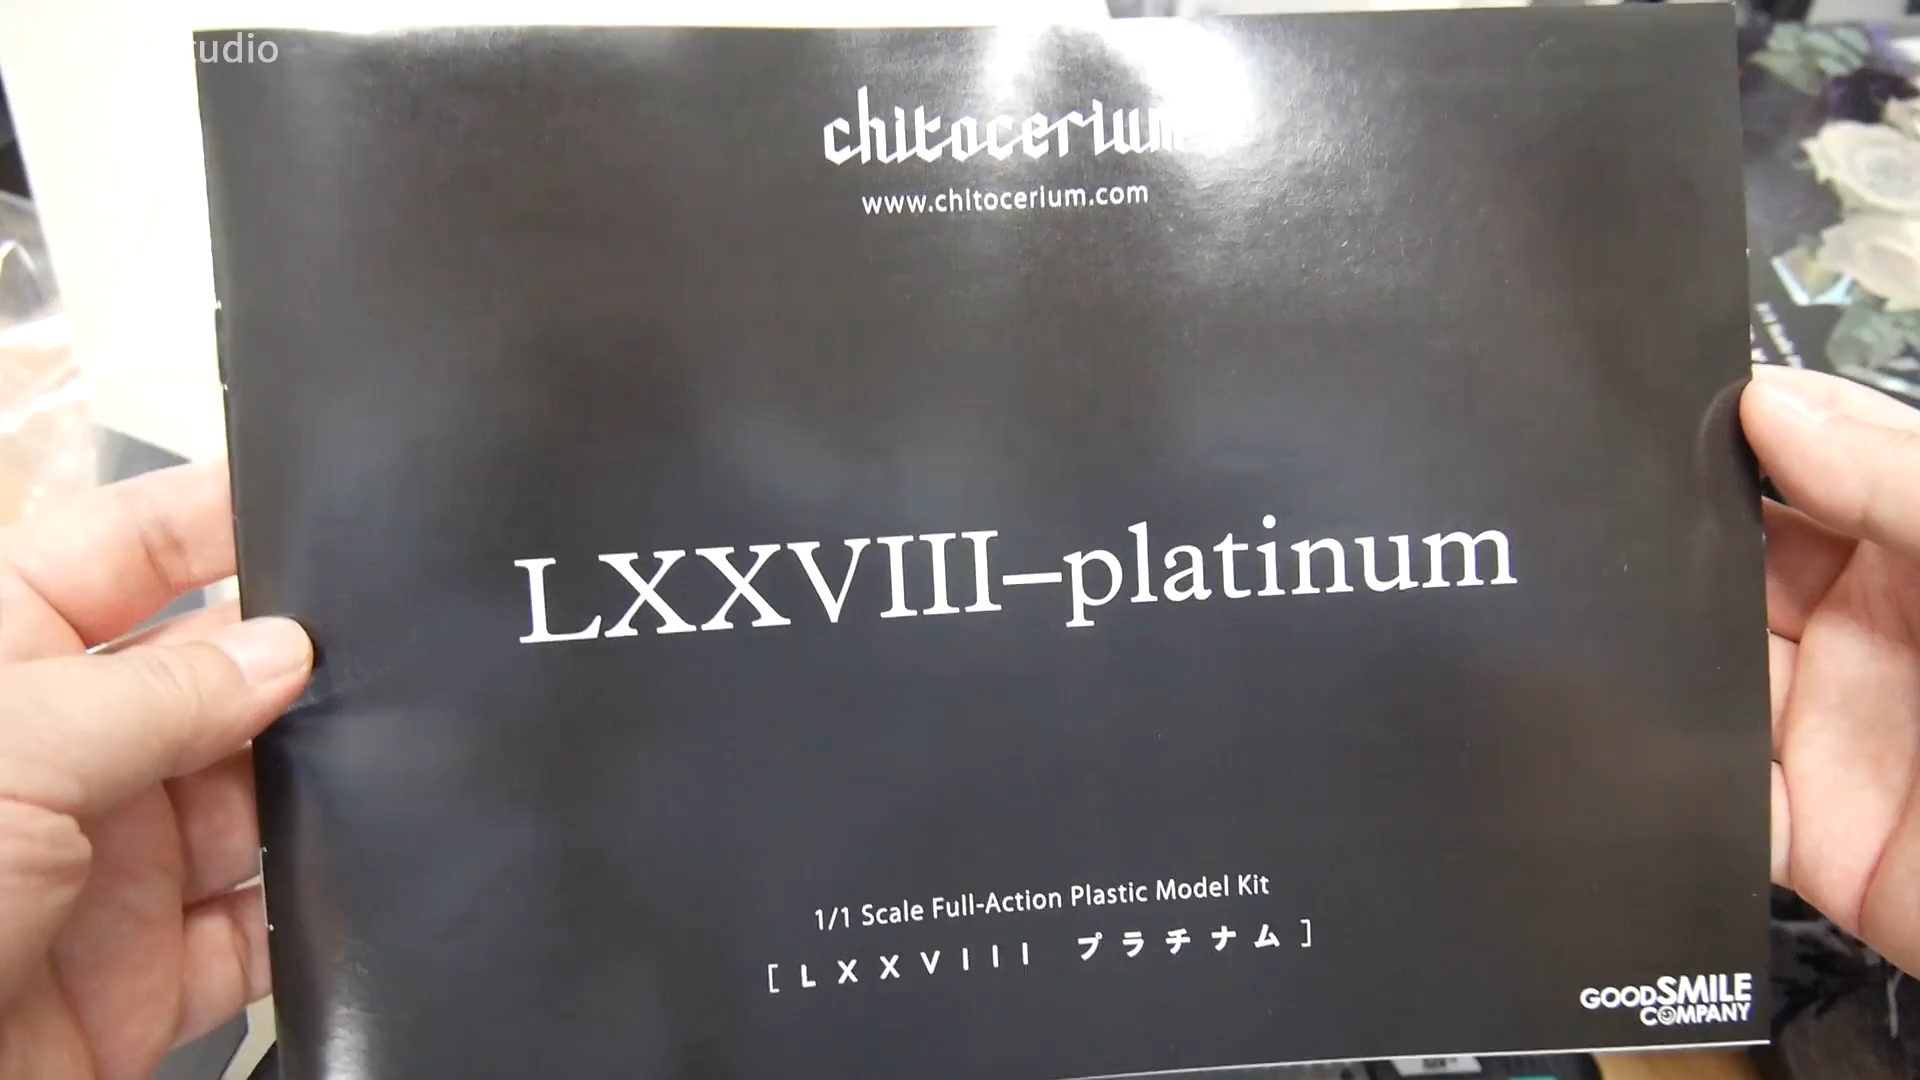 chitocerium
www.chitocerium.com
LXXVIII–platinum
1/1 Scale Full-Action Plastic Model Kit
[LXXVIII プラチナム]
GOODSMILE
COMPANY